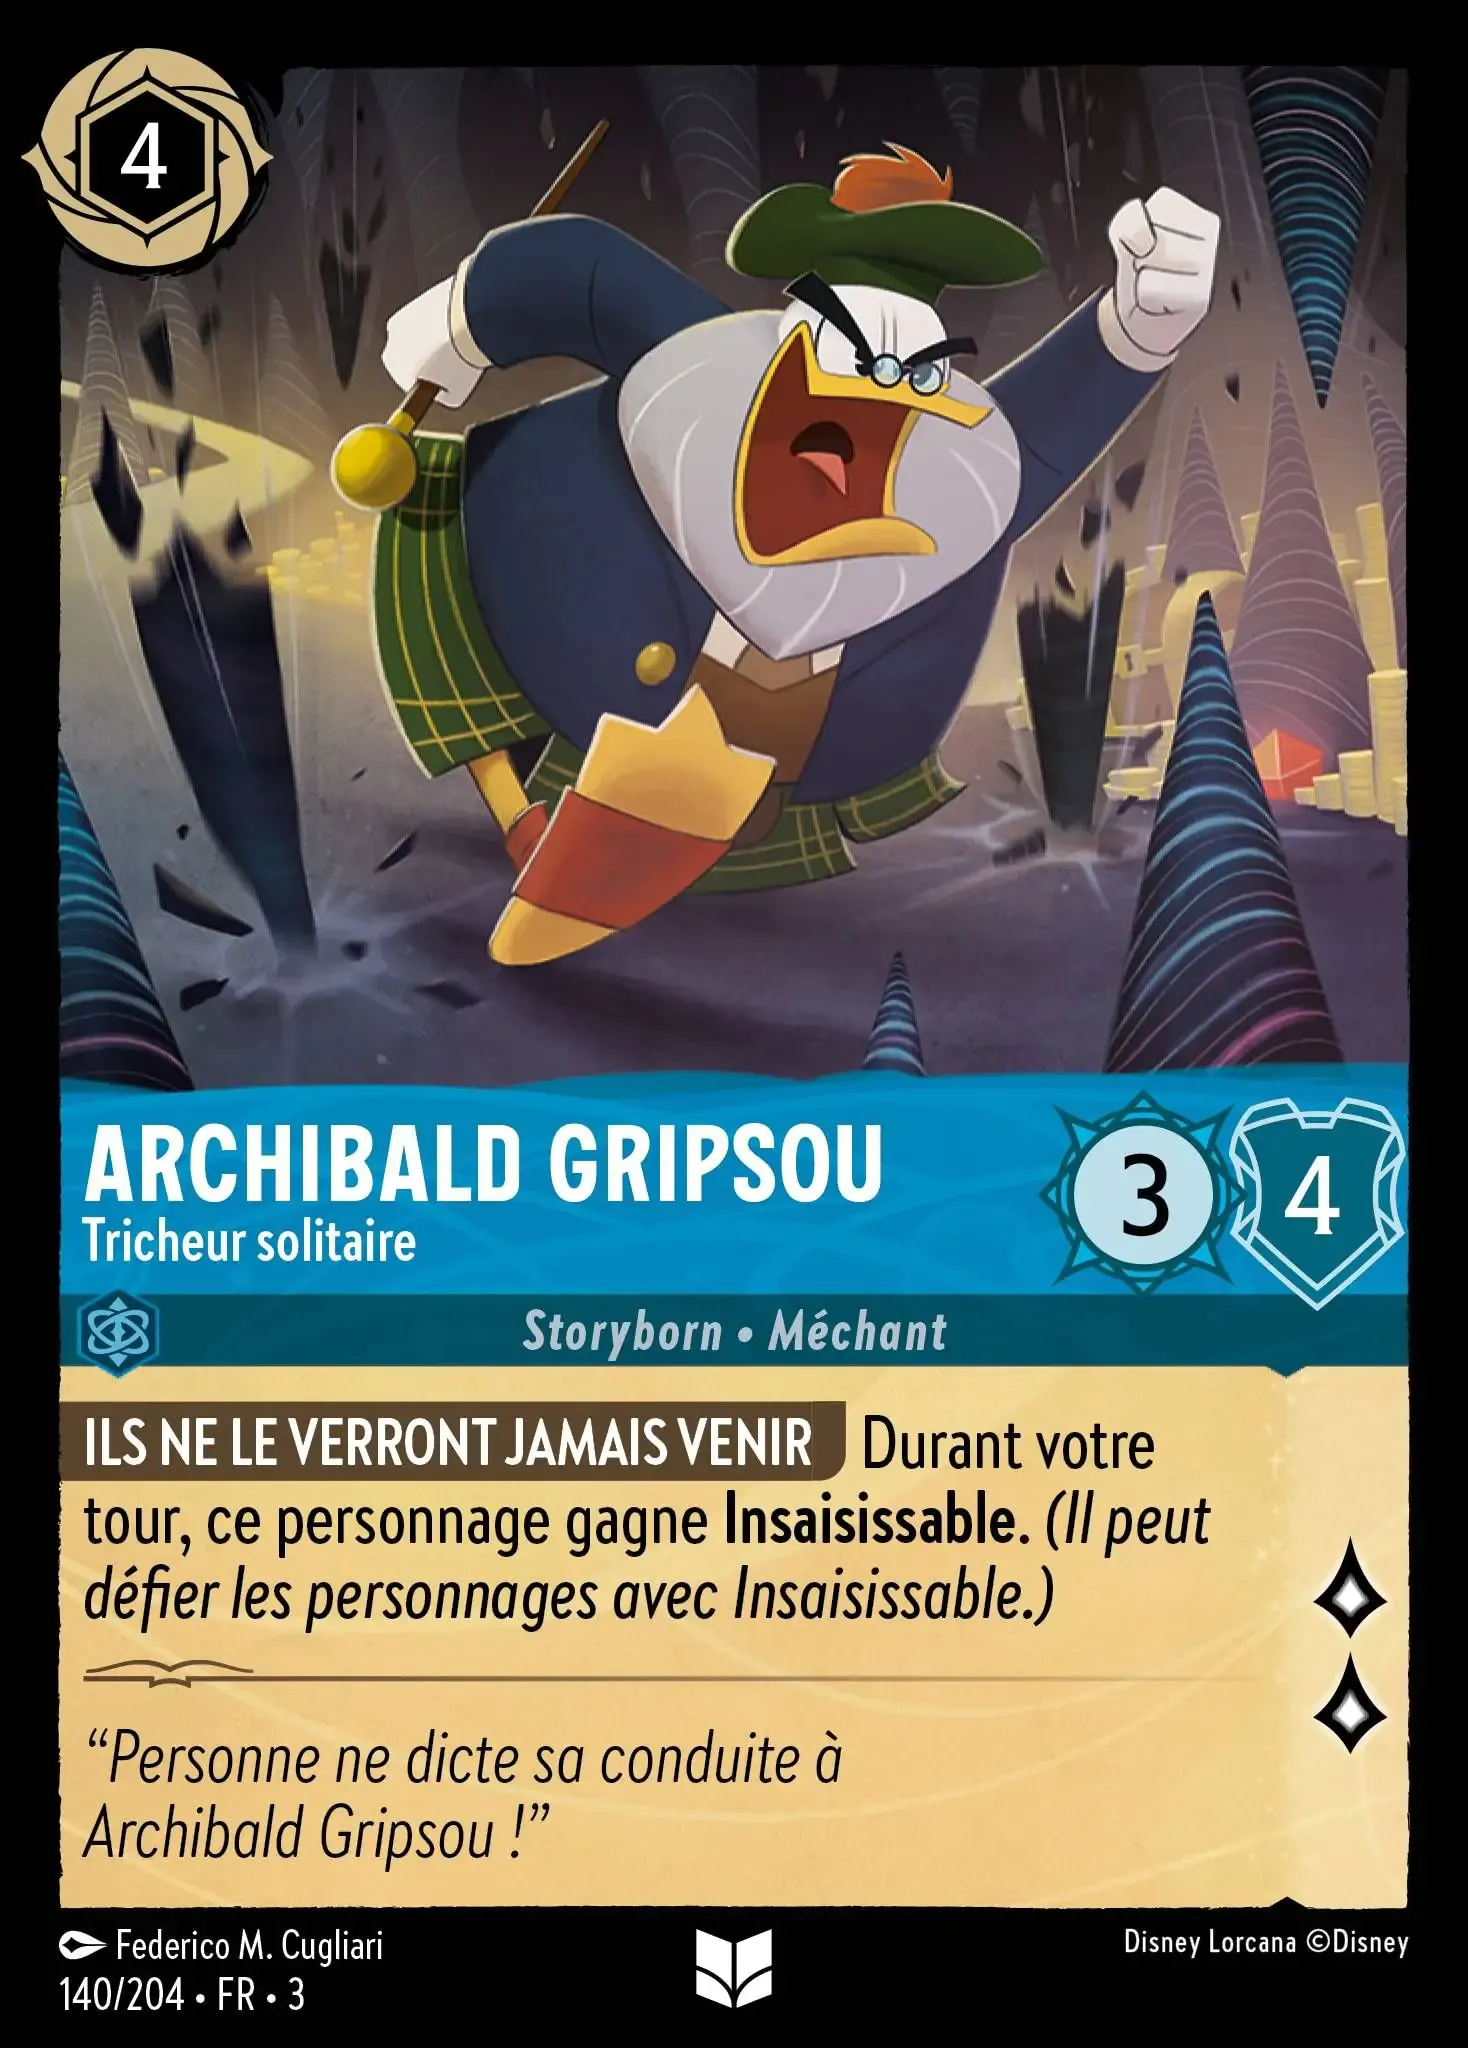 4
ARCHIBALD GRIPSOU
Tricheur solitaire
3
4
Storyborn • Méchant
ILS NE LE VERRONT JAMAIS VENIR Durant votre
tour, ce personnage gagne Insaisissable. (Il peut
défier les personnages avec Insaisissable.)
“Personne ne dicte sa conduite à
Archibald Gripsou !”
Federico M. Cugliari
Disney Lorcana ©Disney
140/204 • FR • 3